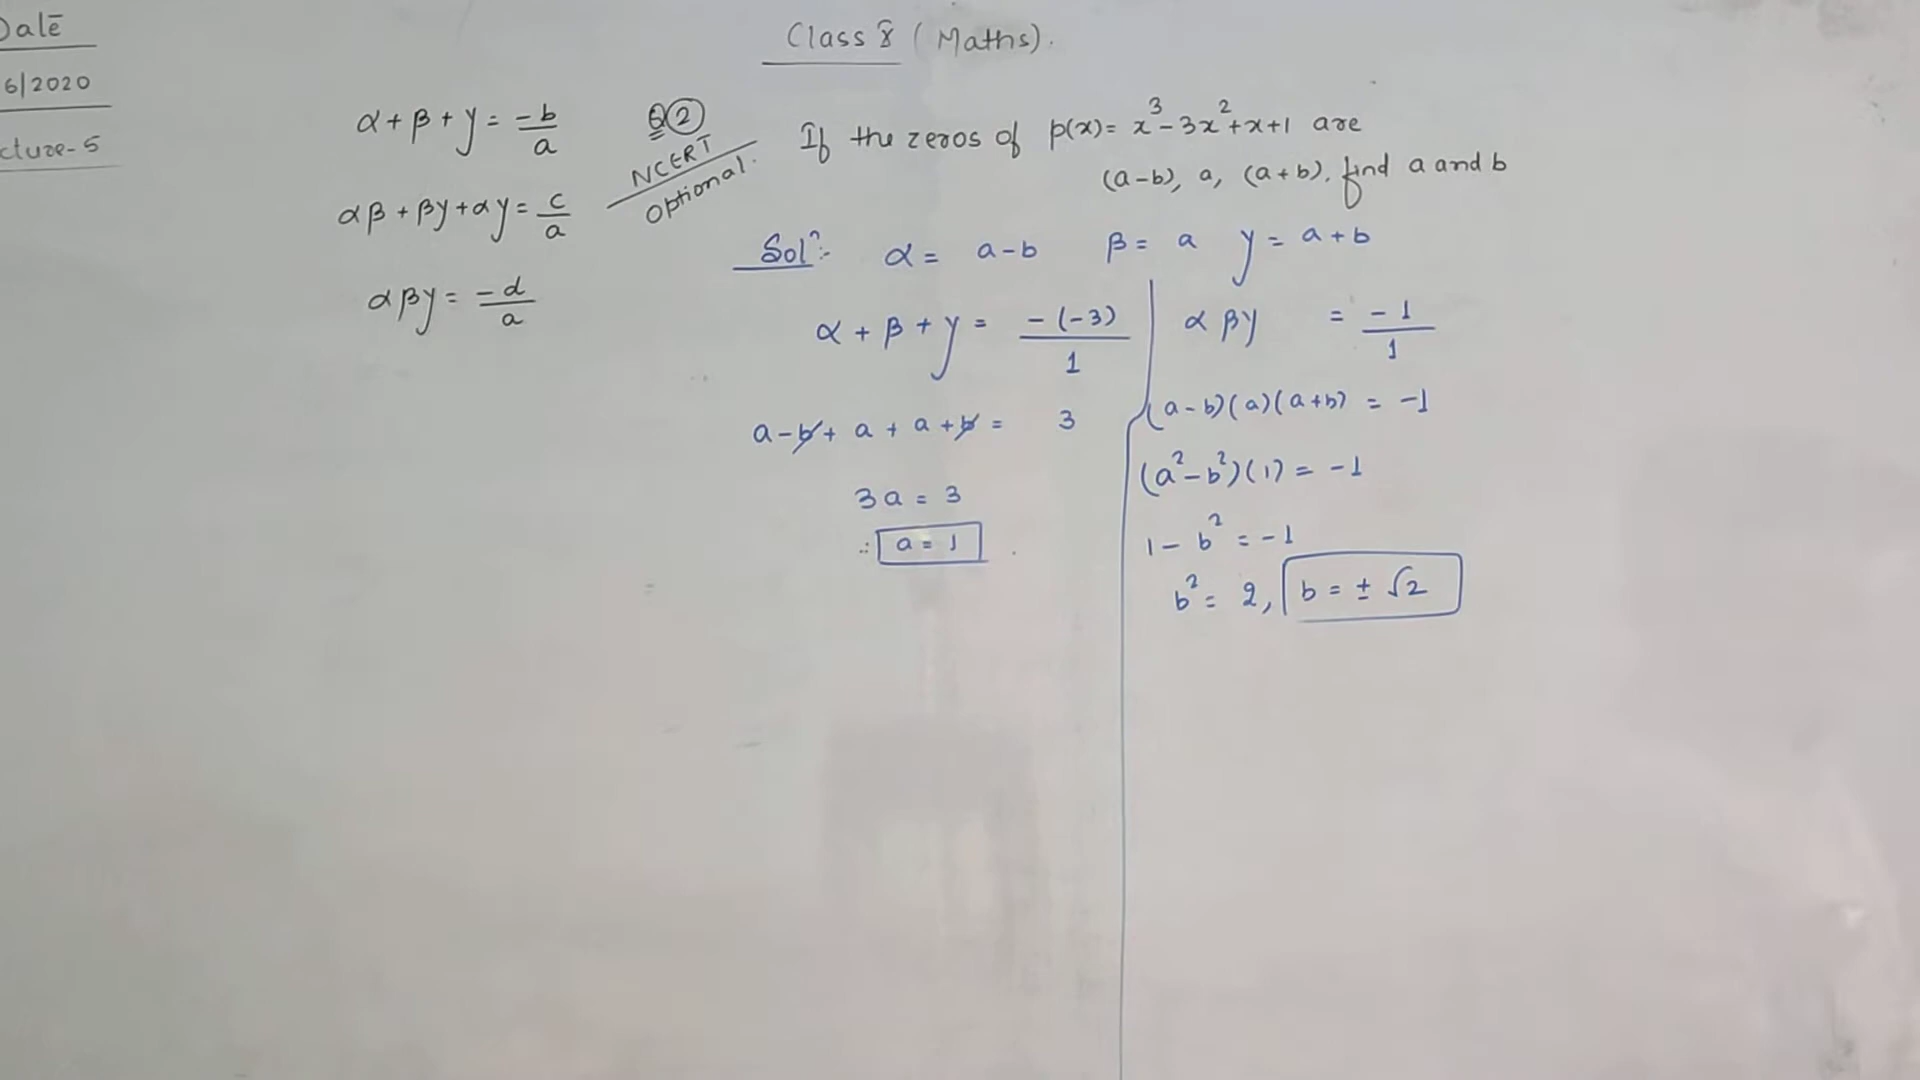 Date
6/2020
cture-5
Class 8 (Maths).
α+β+γ = -b/a
αβ+βγ+αγ = c/a
αβγ = -d/a
Q②
NCERT
Optional.
If the zeros of p(x)= x³-3x²+x+1 are
(a-b), a, (a+b). find a and b
Solⁿ:- α = a-b β = a γ = a+b
α + β + γ = -(-3)/1
a-b + a + a+b = 3
3a = 3
∴ a = 1
αβγ = -1/1
(a-b)(a)(a+b) = -1
(a²-b²)(1) = -1
1-b² = -1
b² = 2, b = ± √2